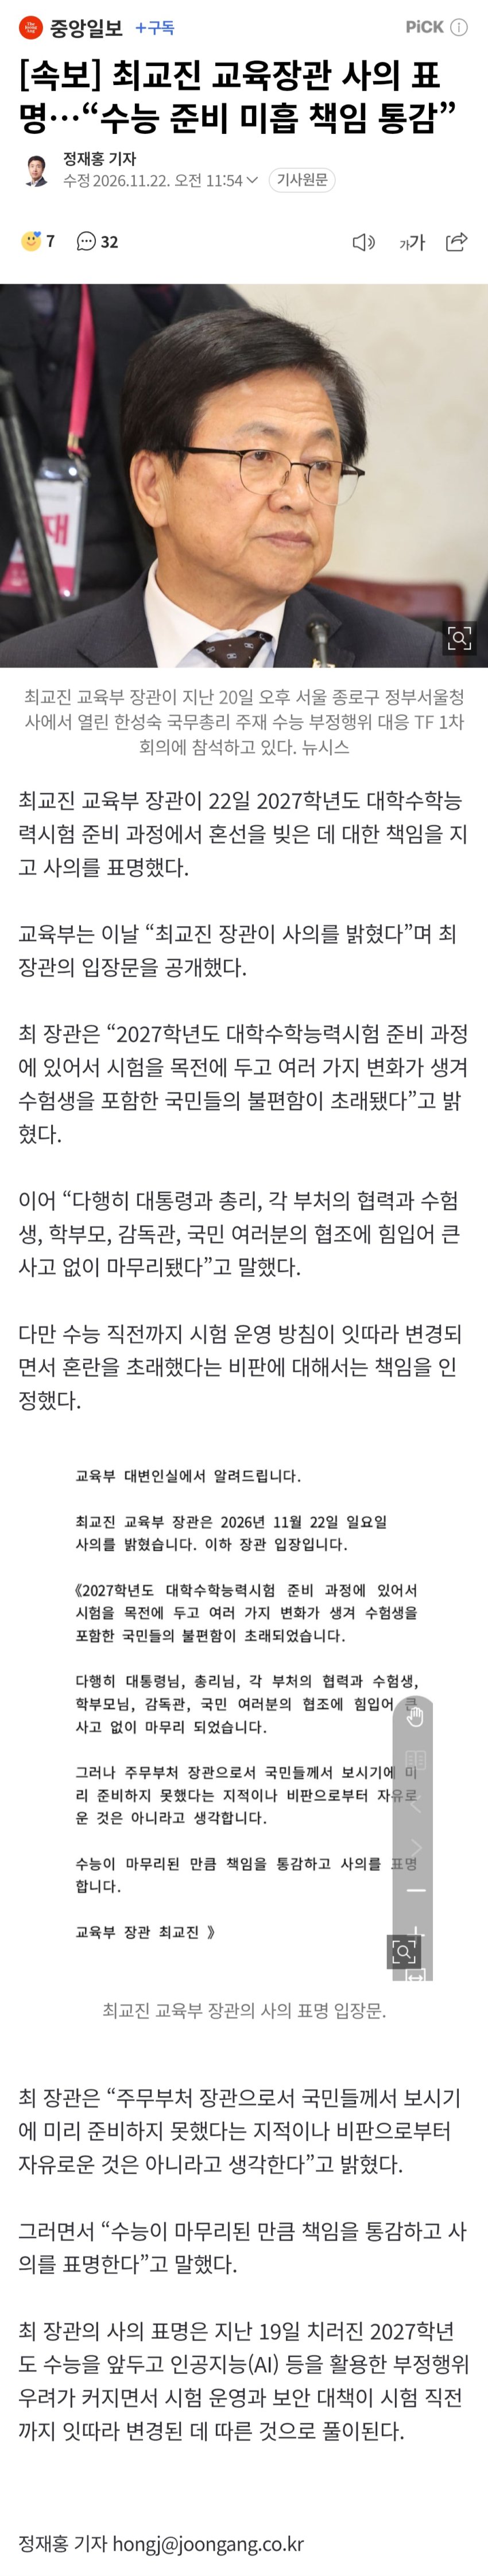 중앙일보 +구독 PiCK
[속보] 최교진 교육장관 사의 표
명…“수능 준비 미흡 책임 통감”
정재홍 기자
수정 2026.11.22. 오전 11:54 기사원문
7 32 가가
재
최교진 교육부 장관이 지난 20일 오후 서울 종로구 정부서울청
사에서 열린 한성숙 국무총리 주재 수능 부정행위 대응 TF 1차
회의에 참석하고 있다. 뉴시스
최교진 교육부 장관이 22일 2027학년도 대학수학능
력시험 준비 과정에서 혼선을 빚은 데 대한 책임을 지
고 사의를 표명했다.
교육부는 이날 “최교진 장관이 사의를 밝혔다”며 최
장관의 입장문을 공개했다.
최 장관은 “2027학년도 대학수학능력시험 준비 과정
에 있어서 시험을 목전에 두고 여러 가지 변화가 생겨
수험생을 포함한 국민들의 불편함이 초래됐다”고 밝
혔다.
이어 “다행히 대통령과 총리, 각 부처의 협력과 수험
생, 학부모, 감독관, 국민 여러분의 협조에 힘입어 큰
사고 없이 마무리됐다”고 말했다.
다만 수능 직전까지 시험 운영 방침이 잇따라 변경되
면서 혼란을 초래했다는 비판에 대해서는 책임을 인
정했다.
교육부 대변인실에서 알려드립니다.
최교진 교육부 장관은 2026년 11월 22일 일요일
사의를 밝혔습니다. 이하 장관 입장입니다.
《2027학년도 대학수학능력시험 준비 과정에 있어서
시험을 목전에 두고 여러 가지 변화가 생겨 수험생을
포함한 국민들의 불편함이 초래되었습니다.
다행히 대통령님, 총리님, 각 부처의 협력과 수험생,
학부모님, 감독관, 국민 여러분의 협조에 힘입어 큰
사고 없이 마무리 되었습니다.
그러나 주무부처 장관으로서 국민들께서 보시기에 미
리 준비하지 못했다는 지적이나 비판으로부터 자유로
운 것은 아니라고 생각합니다.
수능이 마무리된 만큼 책임을 통감하고 사의를 표명
합니다.
교육부 장관 최교진 》
최교진 교육부 장관의 사의 표명 입장문.
최 장관은 “주무부처 장관으로서 국민들께서 보시기
에 미리 준비하지 못했다는 지적이나 비판으로부터
자유로운 것은 아니라고 생각한다”고 밝혔다.
그러면서 “수능이 마무리된 만큼 책임을 통감하고 사
의를 표명한다”고 말했다.
최 장관의 사의 표명은 지난 19일 치러진 2027학년
도 수능을 앞두고 인공지능(AI) 등을 활용한 부정행위
우려가 커지면서 시험 운영과 보안 대책이 시험 직전
까지 잇따라 변경된 데 따른 것으로 풀이된다.
정재홍 기자 hongj@joongang.co.kr